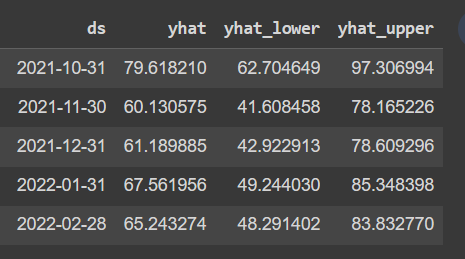 ds yhat yhat_lower yhat_upper
2021-10-31 79.618210 62.704649 97.306994
2021-11-30 60.130575 41.608458 78.165226
2021-12-31 61.189885 42.922913 78.609296
2022-01-31 67.561956 49.244030 85.348398
2022-02-28 65.243274 48.291402 83.832770